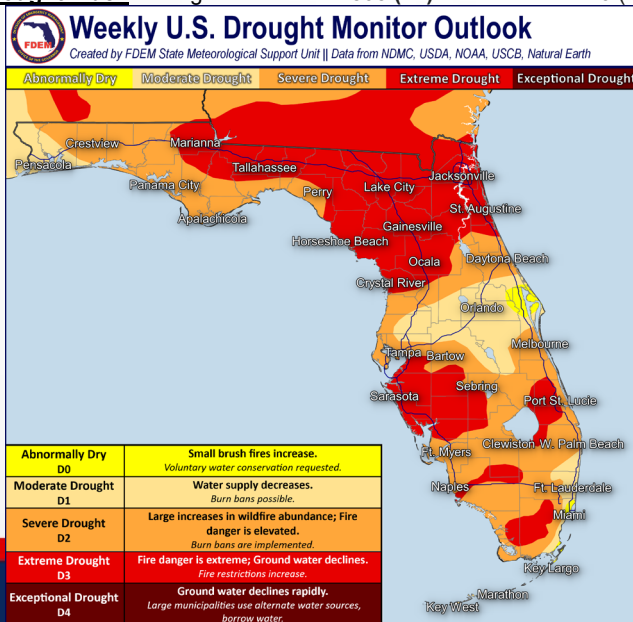 Weekly U.S. Drought Monitor Outlook
Created by FDEM State Meteorological Support Unit || Data from NDMC, USDA, NOAA, USCB, Natural Earth
FDEM
Abnormally Dry Moderate Drought Severe Drought Extreme Drought Exceptional Drought
Crestview Marianna
Pensacola Tallahassee Jacksonville
Panama City Perry Lake City
Apalachicola St. Augustine
Gainesville
Horseshoe Beach
Ocala Daytona Beach
Crystal River
Orlando
Melbourne
Tampa Bartow
Sarasota Sebring
Port St. Lucie
Clewiston W. Palm Beach
Ft. Myers
Naples Ft. Lauderdale
Miami
Key Largo
Marathon
Key West
Abnormally Dry
D0
Small brush fires increase.
Voluntary water conservation requested.
Moderate Drought
D1
Water supply decreases.
Burn bans possible.
Severe Drought
D2
Large increases in wildfire abundance; Fire
danger is elevated.
Burn bans are implemented.
Extreme Drought
D3
Fire danger is extreme; Ground water declines.
Fire restrictions increase.
Exceptional Drought
D4
Ground water declines rapidly.
Large municipalities use alternate water sources,
borrow water.